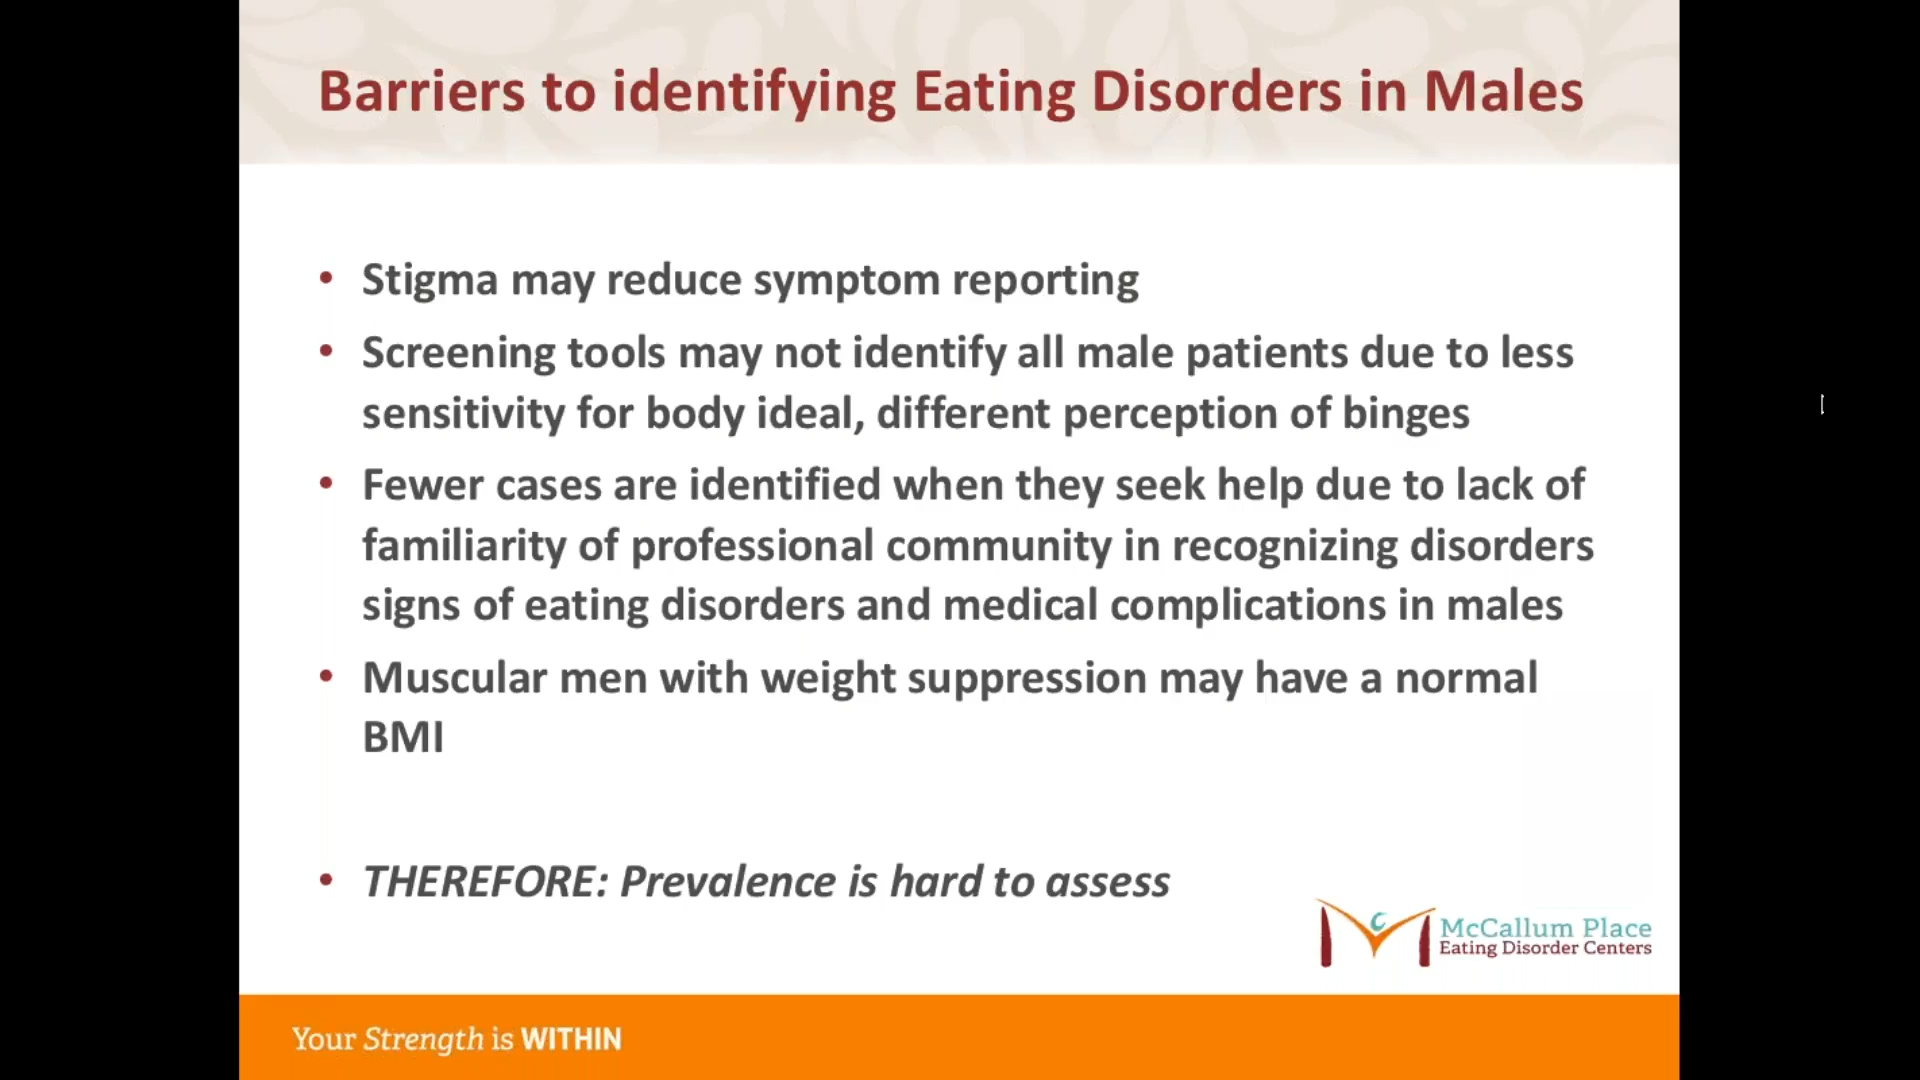 Barriers to identifying Eating Disorders in Males
• Stigma may reduce symptom reporting
• Screening tools may not identify all male patients due to less
sensitivity for body ideal, different perception of binges
• Fewer cases are identified when they seek help due to lack of
familiarity of professional community in recognizing disorders
signs of eating disorders and medical complications in males
• Muscular men with weight suppression may have a normal
BMI
• THEREFORE: Prevalence is hard to assess
McCallum Place
Eating Disorder Centers
Your Strength is WITHIN